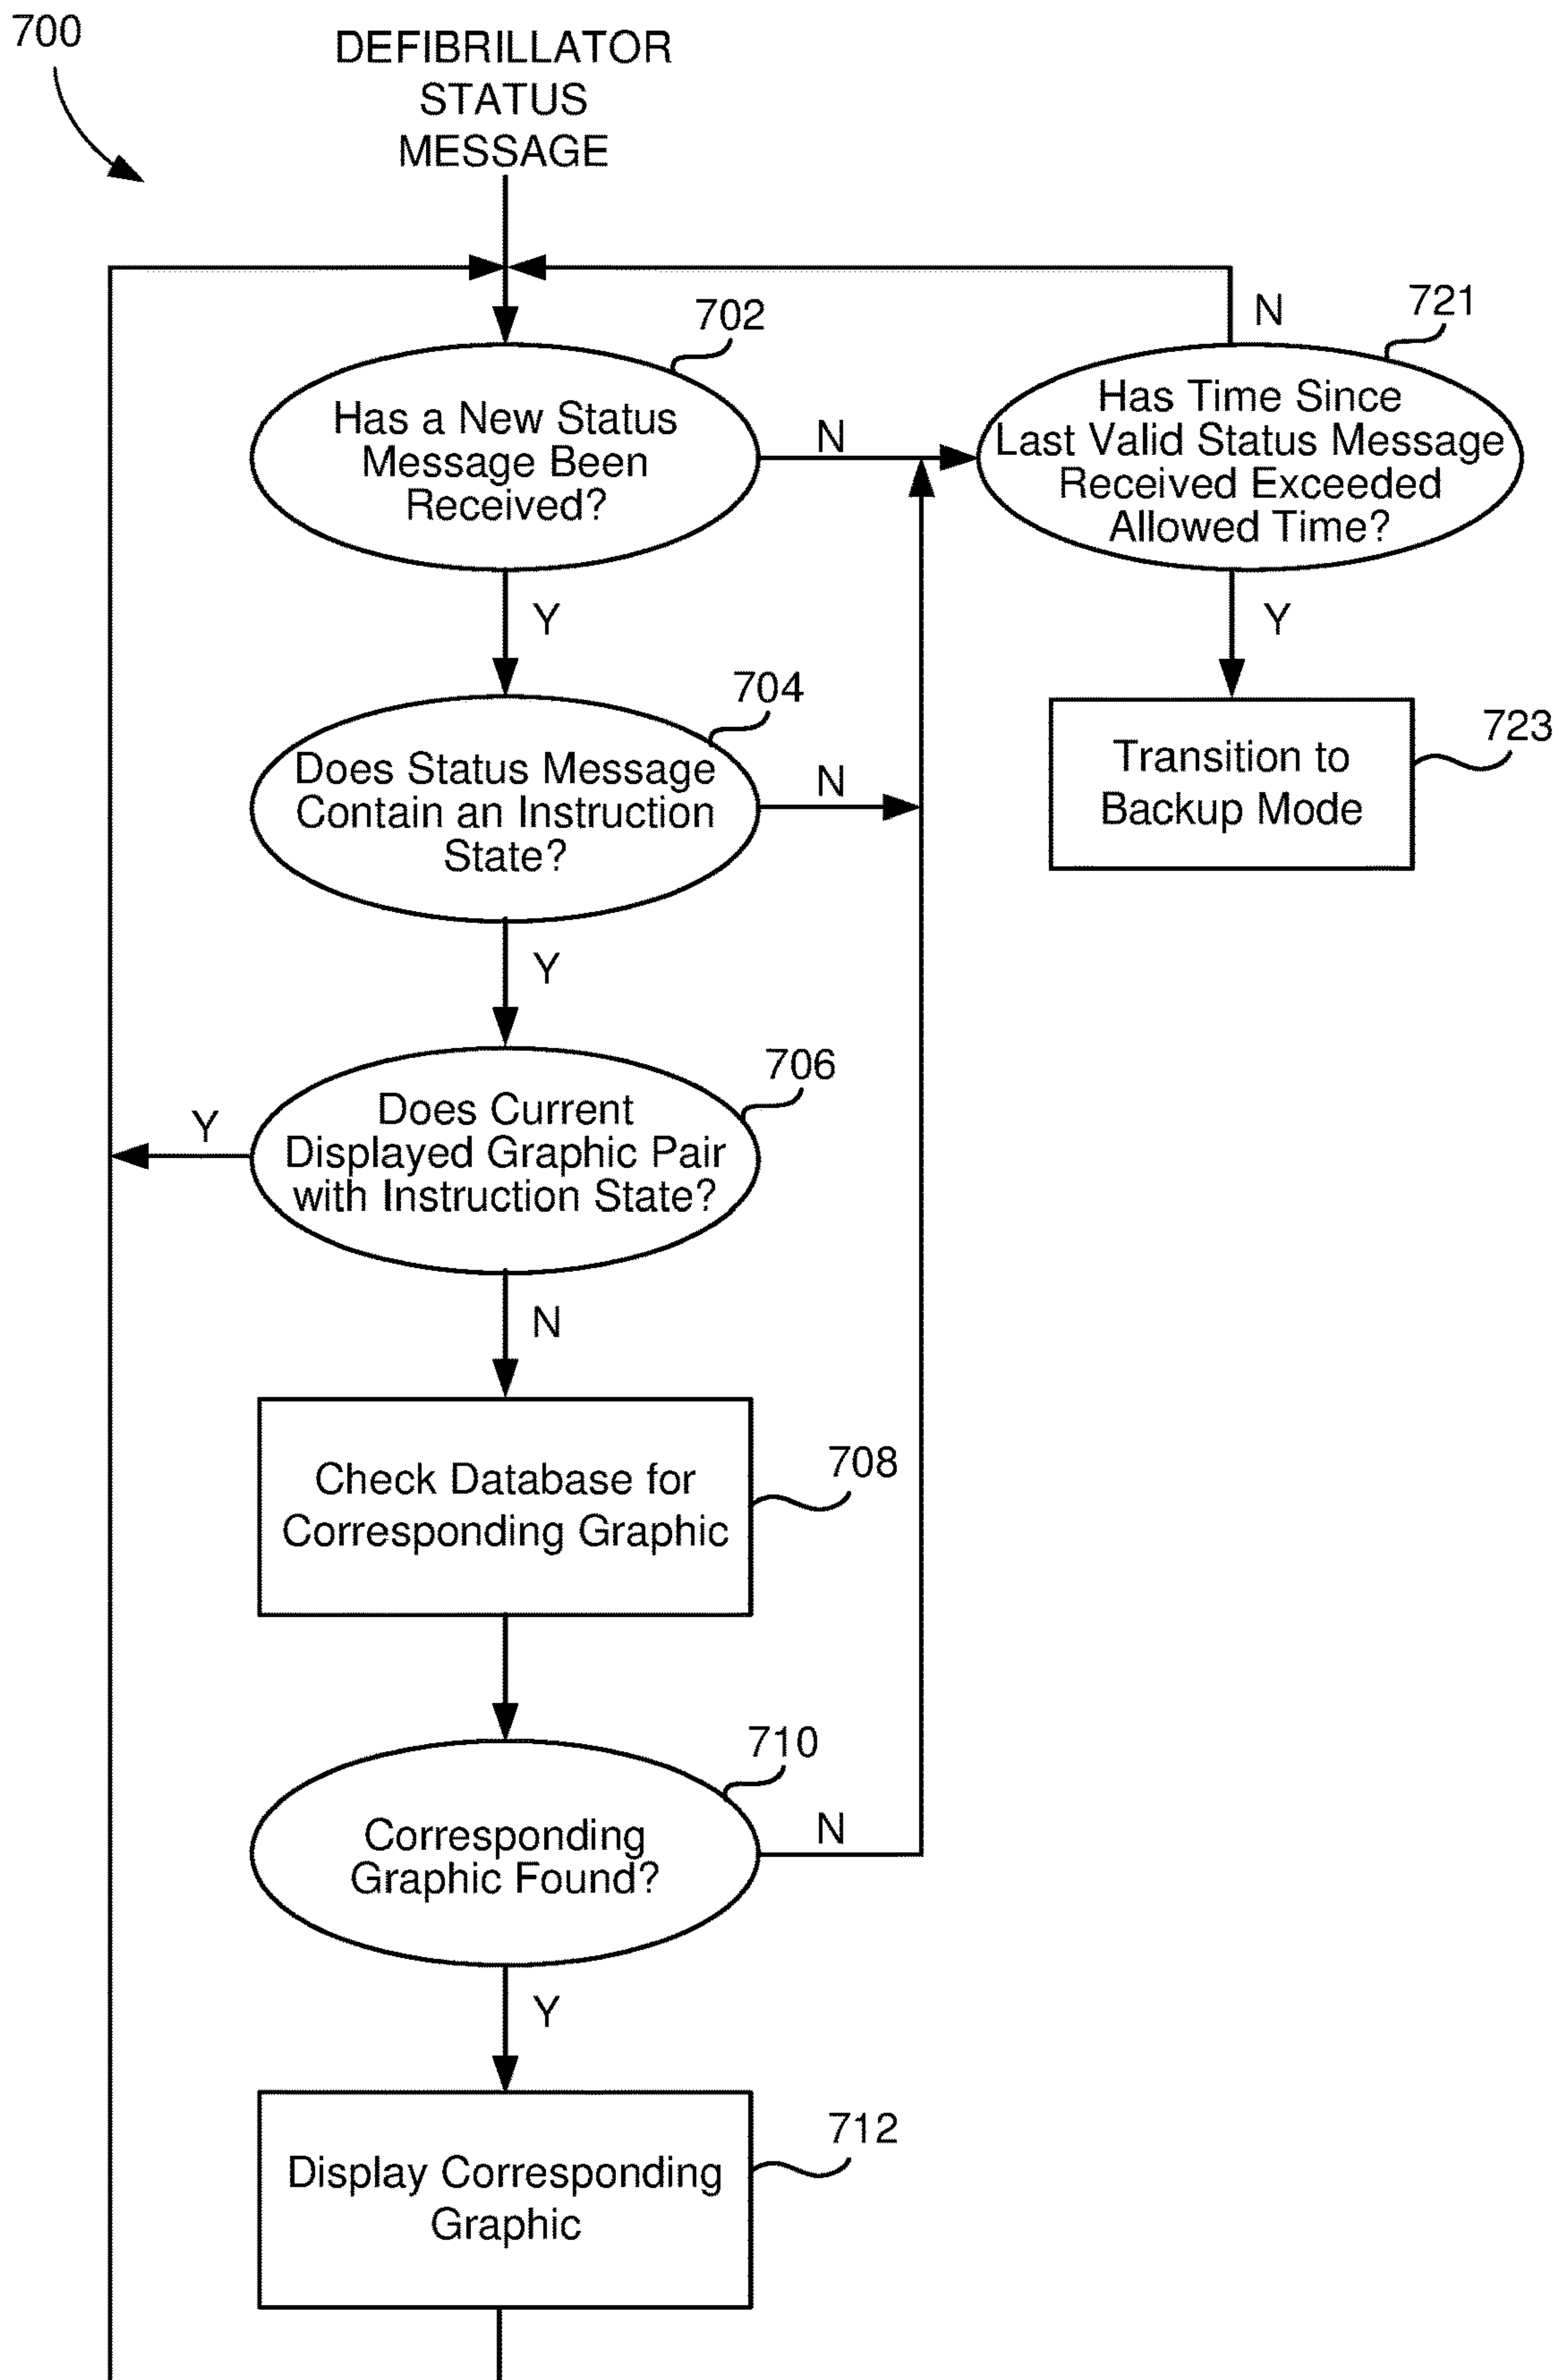 700
DEFIBRILLATOR
STATUS
MESSAGE
702
Has a New Status
Message Been
Received?
N
Y
721
N
Has Time Since
Last Valid Status Message
Received Exceeded
Allowed Time?
Y
723
Transition to
Backup Mode
704
Does Status Message
Contain an Instruction
State?
N
Y
706
Does Current
Displayed Graphic Pair
with Instruction State?
Y
N
708
Check Database for
Corresponding Graphic
710
Corresponding
Graphic Found?
N
Y
712
Display Corresponding
Graphic